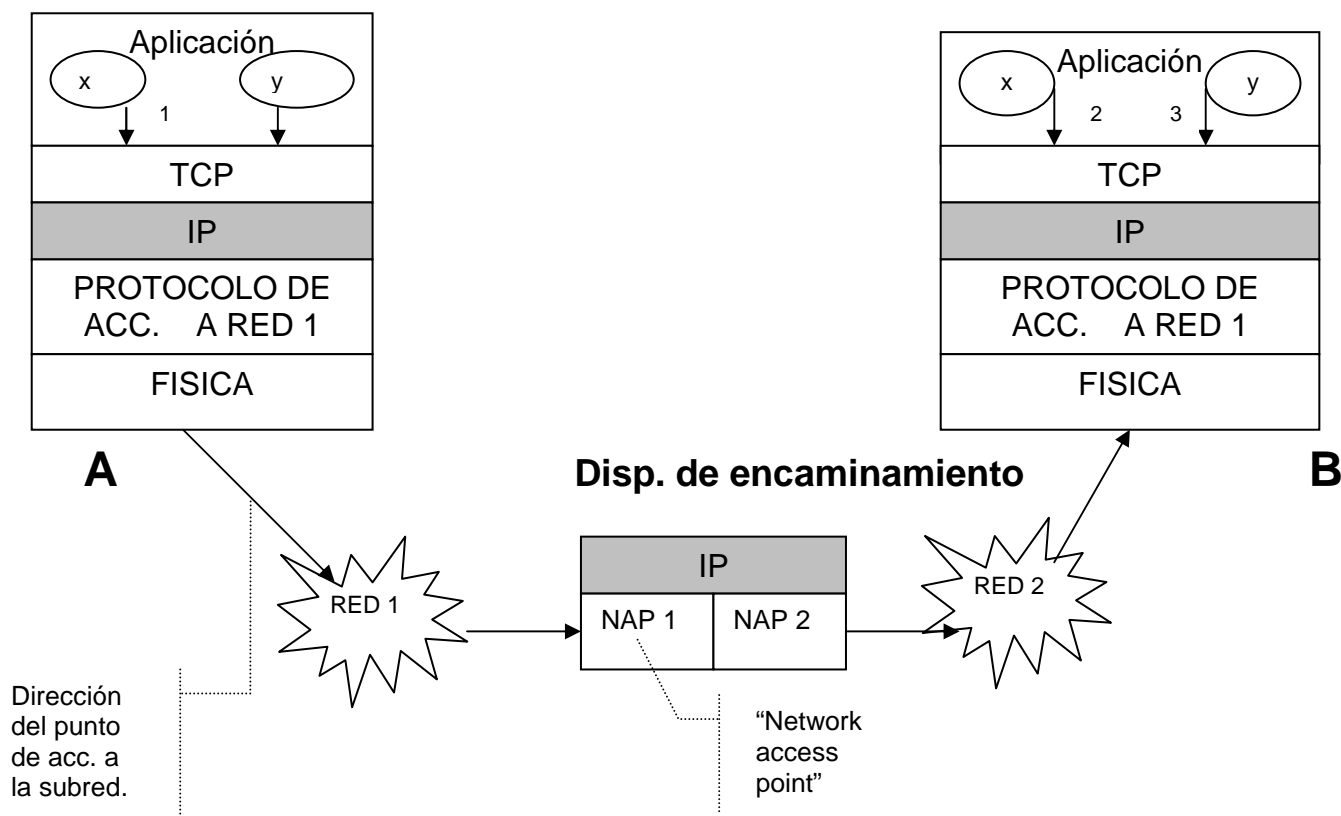 Aplicación
x
y
1
TCP
IP
PROTOCOLO DE
ACC. A RED 1
FISICA
A
Aplicación
x
y
2
3
TCP
IP
PROTOCOLO DE
ACC. A RED 1
FISICA
B
Disp. de encaminamiento
RED 1
IP
NAP 1
NAP 2
RED 2
Dirección
del punto
de acc. a
la subred.
“Network
access
point”